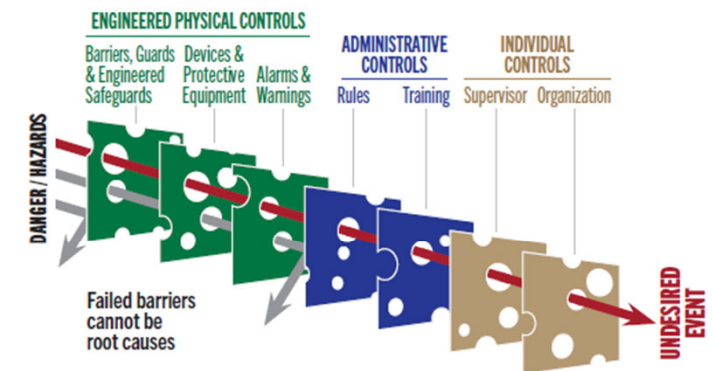 ENGINEERED PHYSICAL CONTROLS
Barriers, Guards
& Engineered
Safeguards
Devices &
Protective
Equipment
Alarms &
Warnings
ADMINISTRATIVE
CONTROLS
Rules
Training
INDIVIDUAL
CONTROLS
Supervisor
Organization
DANGER / HAZARDS
Failed barriers
cannot be
root causes
UNDESIRED
EVENT